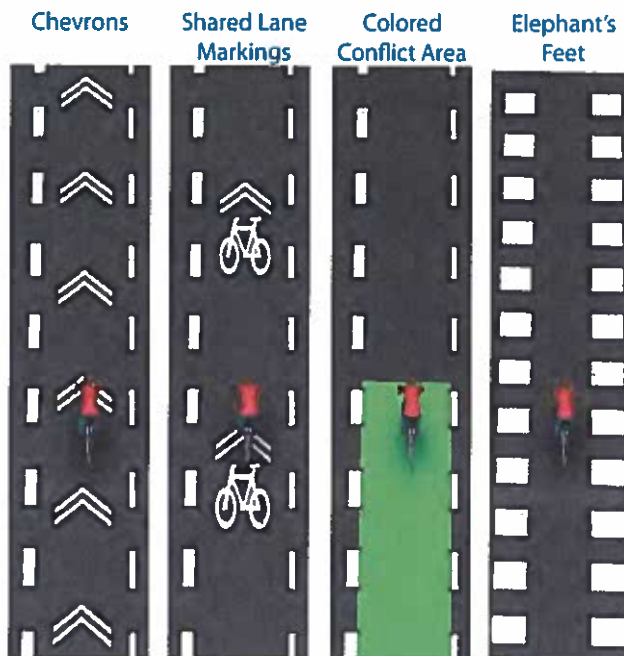 Chevrons
Shared Lane
Markings
Colored
Conflict Area
Elephant's
Feet